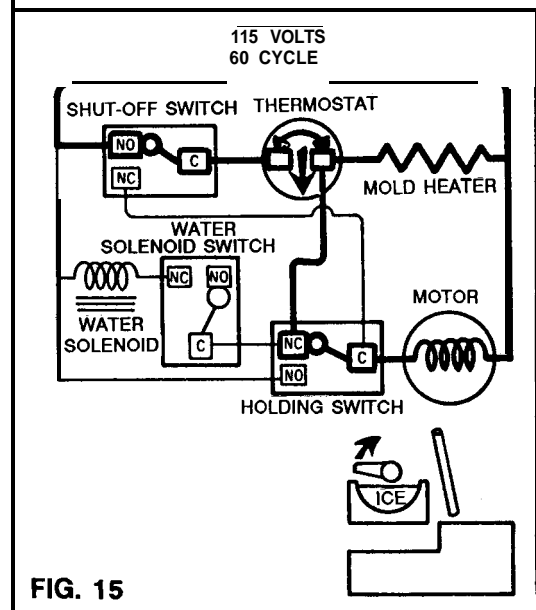 115 VOLTS
60 CYCLE
SHUT-OFF SWITCH
THERMOSTAT
NO
C
NC
MOLD HEATER
WATER
SOLENOID SWITCH
NC
NO
MOTOR
WATER
SOLENOID
C
NC
C
NO
HOLDING SWITCH
ICE
FIG. 15